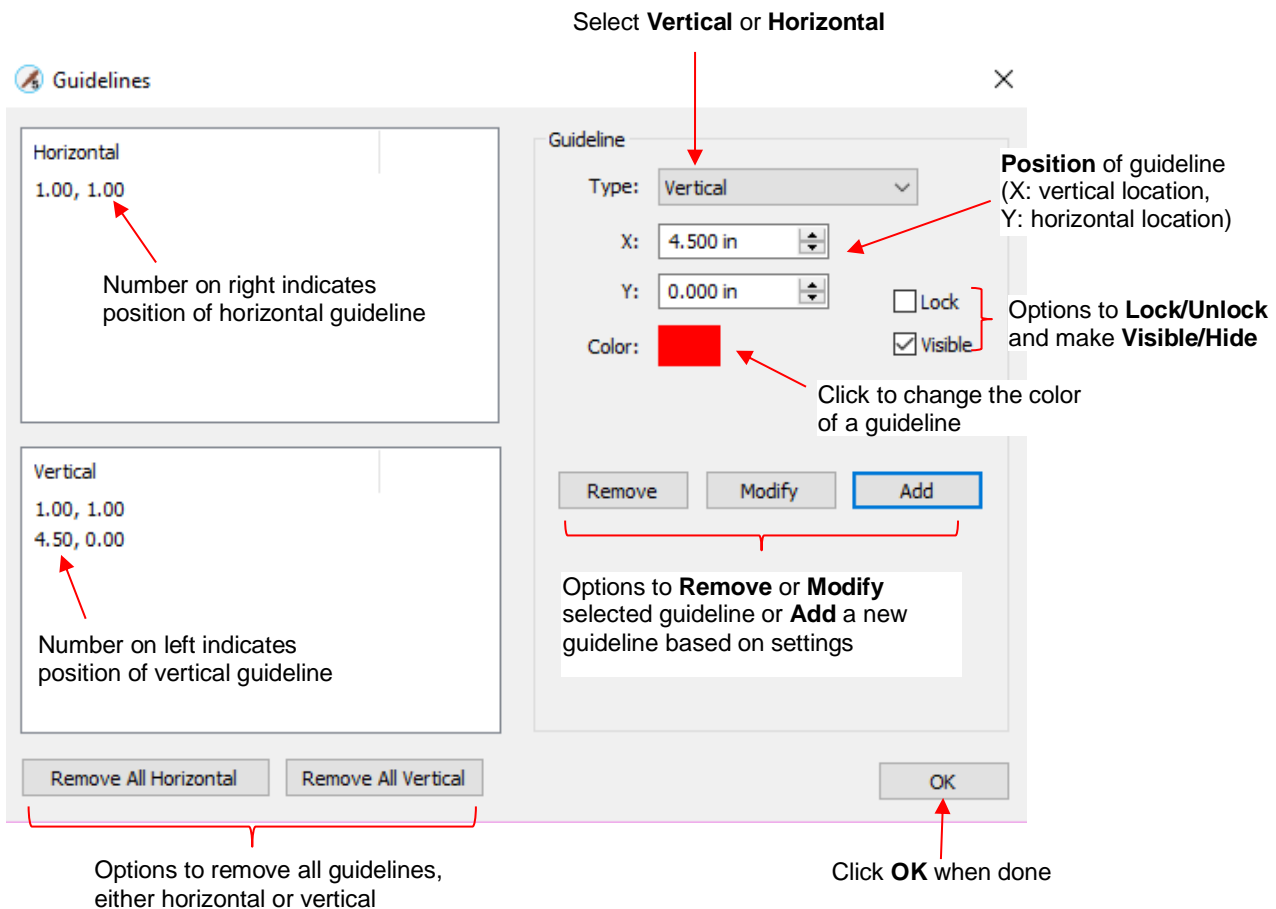 Select Vertical or Horizontal
Guidelines
Horizontal
1.00, 1.00
Number on right indicates
position of horizontal guideline
Vertical
1.00, 1.00
4.50, 0.00
Number on left indicates
position of vertical guideline
Remove All Horizontal
Remove All Vertical
Options to remove all guidelines,
either horizontal or vertical
Guideline
Type: Vertical
X: 4.500 in
Y: 0.000 in
Color:
Lock
Visible
Position of guideline
(X: vertical location,
Y: horizontal location)
Options to Lock/Unlock
and make Visible/Hide
Click to change the color
of a guideline
Remove
Modify
Add
Options to Remove or Modify
selected guideline or Add a new
guideline based on settings
OK
Click OK when done